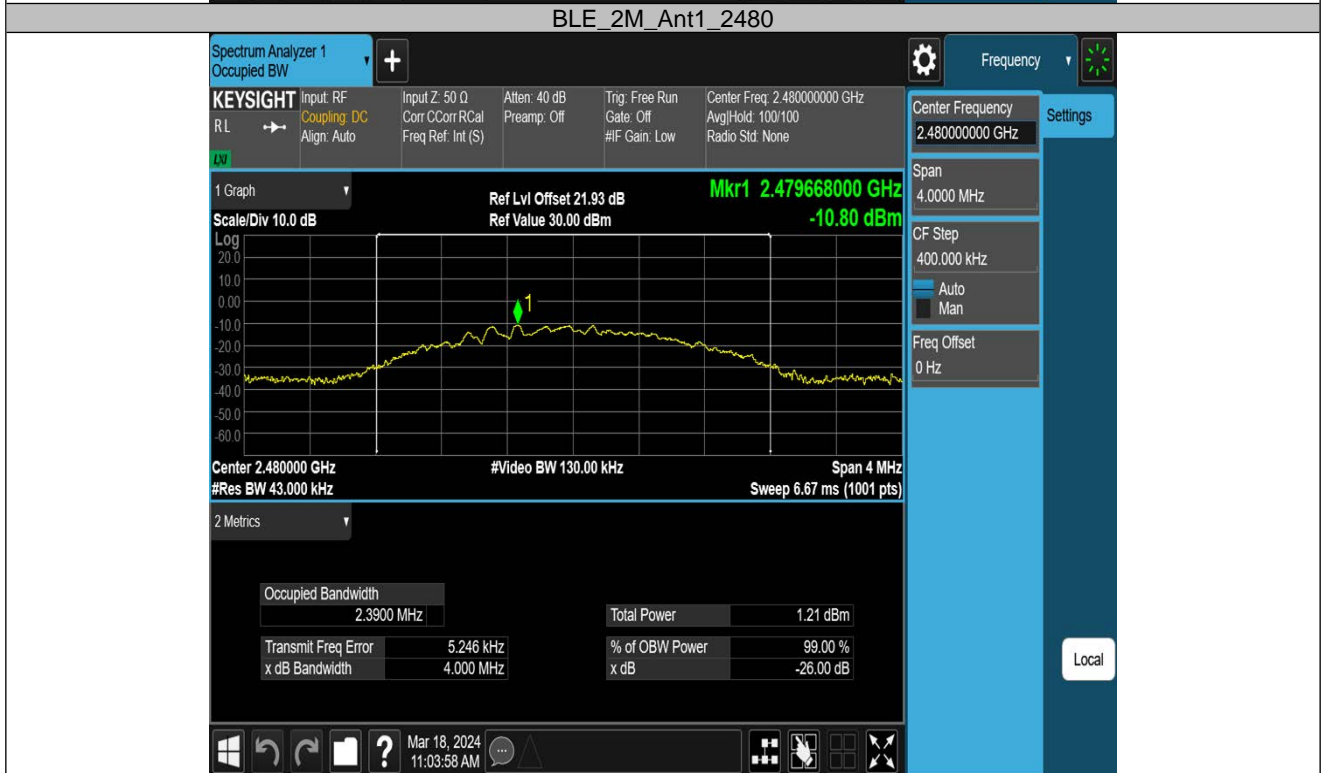 BLE_2M_Ant1_2480
Spectrum Analyzer 1
Occupied BW
+
Frequency
KEYSIGHT
RL
LXI
Input: RF
Coupling: DC
Align: Auto
Input Z: 50 Ω
Corr CCorr RCal
Freq Ref: Int (S)
Atten: 40 dB
Preamp: Off
Trig: Free Run
Gate: Off
#IF Gain: Low
Center Freq: 2.480000000 GHz
Avg|Hold: 100/100
Radio Std: None
Center Frequency
2.480000000 GHz
Settings
Span
4.0000 MHz
CF Step
400.000 kHz
Auto
Man
Freq Offset
0 Hz
1 Graph
Scale/Div 10.0 dB
Ref Lvl Offset 21.93 dB
Ref Value 30.00 dBm
Mkr1 2.479668000 GHz
-10.80 dBm
Log
20.0
10.0
0.00
-10.0
-20.0
-30.0
-40.0
-50.0
-60.0
1
Center 2.480000 GHz
#Video BW 130.00 kHz
Span 4 MHz
#Res BW 43.000 kHz
Sweep 6.67 ms (1001 pts)
2 Metrics
Occupied Bandwidth
2.3900 MHz
Total Power 1.21 dBm
Transmit Freq Error 5.246 kHz
% of OBW Power 99.00 %
x dB Bandwidth 4.000 MHz
x dB -26.00 dB
Local
?
Mar 18, 2024
11:03:58 AM